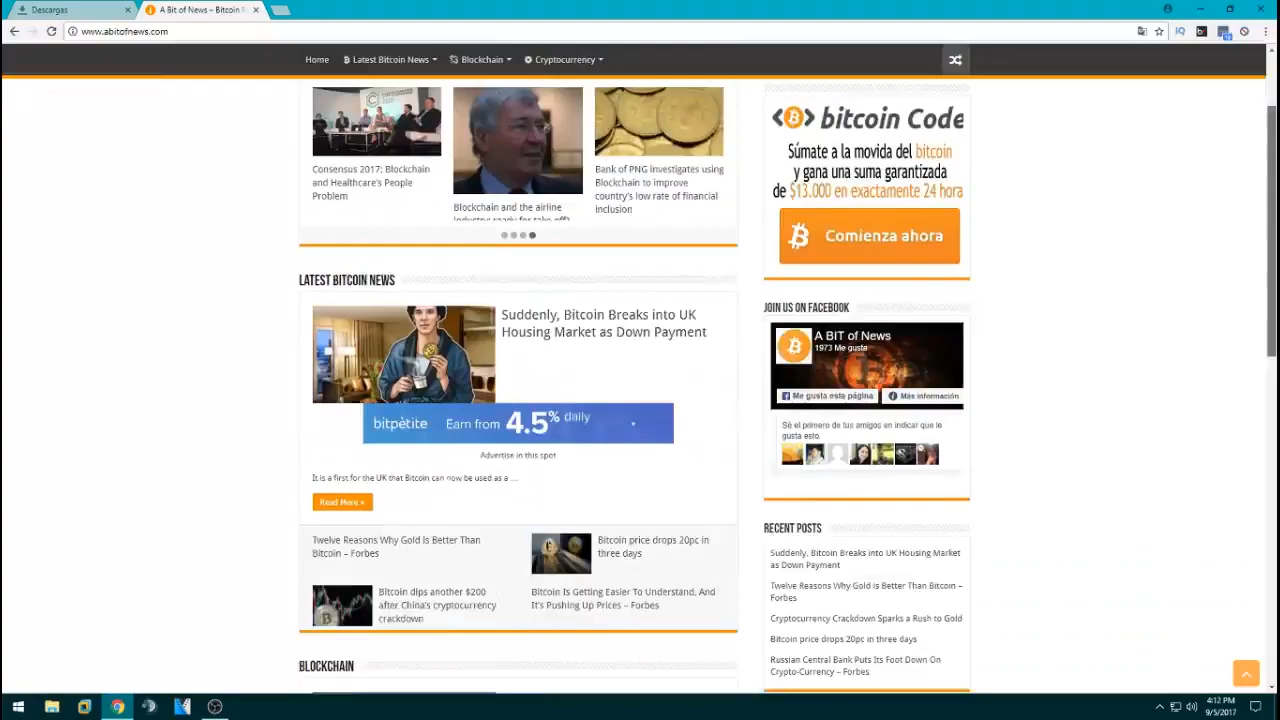 Descargas
A Bit of News – Bitcoin N
www.abitofnews.com
Home
Latest Bitcoin News
Blockchain
Cryptocurrency
Consensus 2017; Blockchain
and Healthcare's People
Problem
Blockchain and the airline
industry ready for take off?
Bank of PNG investigates using
Blockchain to improve
country's low rate of financial
inclusion
LATEST BITCOIN NEWS
Suddenly, Bitcoin Breaks into UK
Housing Market as Down Payment
bitpètite Earn from 4.5% daily
Advertise in this spot
It is a first for the UK that Bitcoin can now be used as a ...
Read More »
Twelve Reasons Why Gold Is Better Than
Bitcoin – Forbes
Bitcoin price drops 20pc in
three days
Bitcoin dips another $200
after China's cryptocurrency
crackdown
Bitcoin Is Getting Easier To Understand, And
It's Pushing Up Prices – Forbes
BLOCKCHAIN
<B> bitcoin Code
Súmate a la movida del bitcoin
y gana una suma garantizada
de $13.000 en exactamente 24 hora
Comienza ahora
JOIN US ON FACEBOOK
A BIT of News
1973 Me gusta
Me gusta esta página
Más información
Sé el primero de tus amigos en indicar que le
gusta esto.
RECENT POSTS
Suddenly, Bitcoin Breaks into UK Housing Market
as Down Payment
Twelve Reasons Why Gold is Better Than Bitcoin –
Forbes
Cryptocurrency Crackdown Sparks a Rush to Gold
Bitcoin price drops 20pc in three days
Russian Central Bank Puts Its Foot Down On
Crypto-Currency – Forbes
4:12 PM
9/5/2017